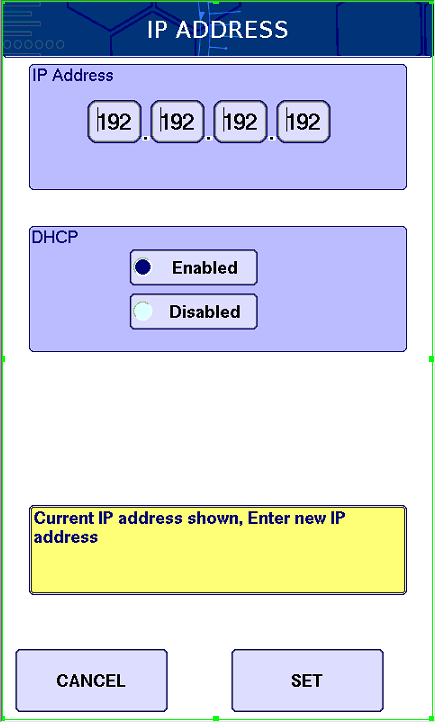 IP ADDRESS
IP Address
192.192.192.192
DHCP
Enabled
Disabled
Current IP address shown, Enter new IP
address
CANCEL SET